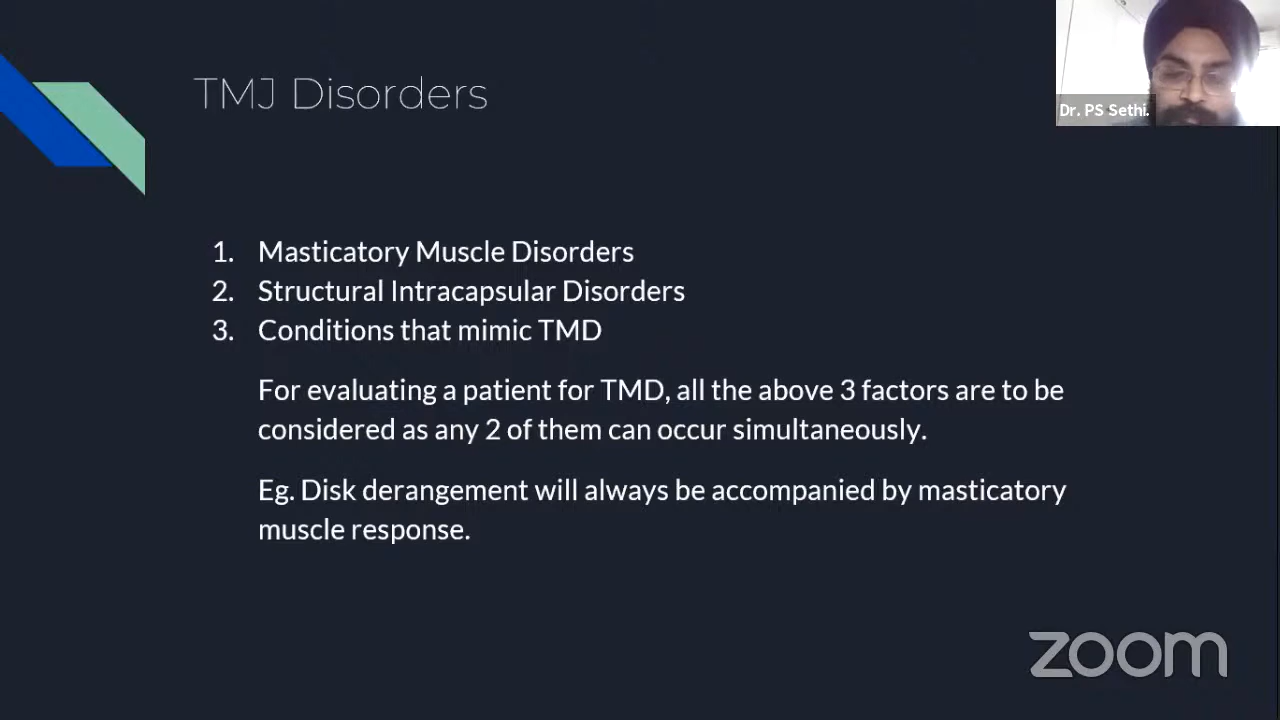 TMJ Disorders
Dr. PS Sethi.
1. Masticatory Muscle Disorders
2. Structural Intracapsular Disorders
3. Conditions that mimic TMD
For evaluating a patient for TMD, all the above 3 factors are to be
considered as any 2 of them can occur simultaneously.
Eg. Disk derangement will always be accompanied by masticatory
muscle response.
zoom